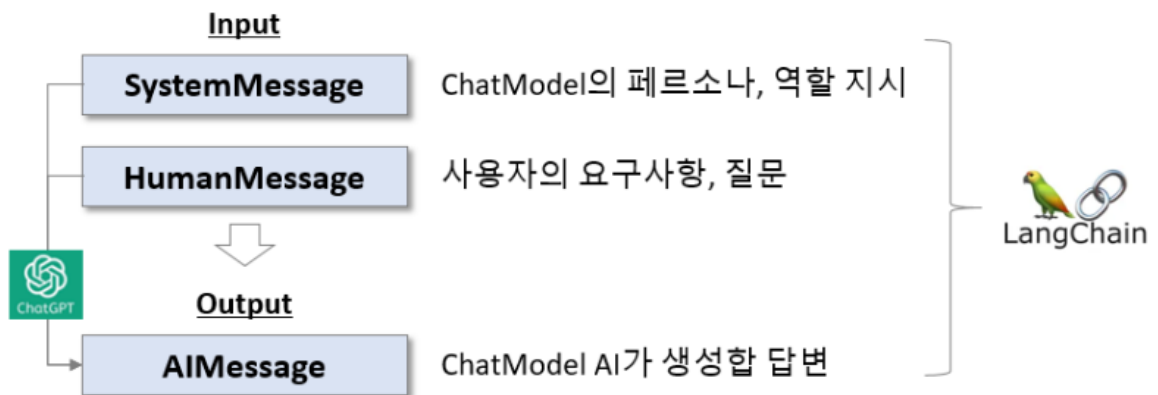 Input
SystemMessage ChatModel의 페르소나, 역할 지시
HumanMessage 사용자의 요구사항, 질문
LangChain
ChatGPT
Output
AIMessage ChatModel AI가 생성합 답변